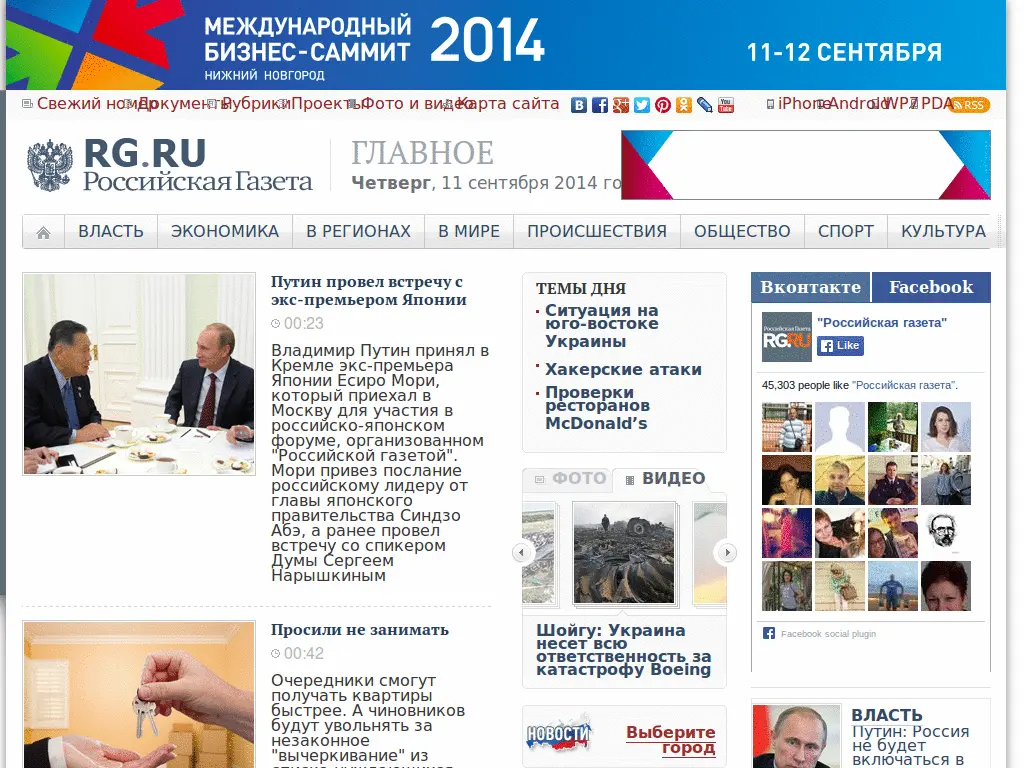 МЕЖДУНАРОДНЫЙ
БИЗНЕС-САММИТ
НИЖНИЙ НОВГОРОД
2014
11-12 СЕНТЯБРЯ
Свежий номер Документы Рубрики Проекты Фото и видео Карта сайта
iPhone Android WP7 PDA RSS
RG.RU
Российская Газета
ГЛАВНОЕ
Четверг, 11 сентября 2014 го
ВЛАСТЬ ЭКОНОМИКА В РЕГИОНАХ В МИРЕ ПРОИСШЕСТВИЯ ОБЩЕСТВО СПОРТ КУЛЬТУРА
Путин провел встречу с
экс-премьером Японии
00:23
Владимир Путин принял в
Кремле экс-премьера
Японии Есиро Мори,
который приехал в
Москву для участия в
российско-японском
форуме, организованном
"Российской газетой".
Мори привез послание
российскому лидеру от
главы японского
правительства Синдзо
Абэ, а ранее провел
встречу со спикером
Думы Сергеем
Нарышкиным
Просили не занимать
00:42
Очередники смогут
получать квартиры
быстрее. А чиновников
будут увольнять за
незаконное
"вычеркивание" из
ТЕМЫ ДНЯ
Ситуация на
юго-востоке
Украины
Хакерские атаки
Проверки
ресторанов
McDonald’s
ФОТО ВИДЕО
Шойгу: Украина
несет всю
ответственность за
катастрофу Boeing
НОВОСТИ
Выберите
город
Вконтакте Facebook
Российская Газета
RG.RU
"Российская газета"
Like
45,303 people like "Российская газета".
Facebook social plugin
ВЛАСТЬ
Путин: Россия
не будет
включаться в